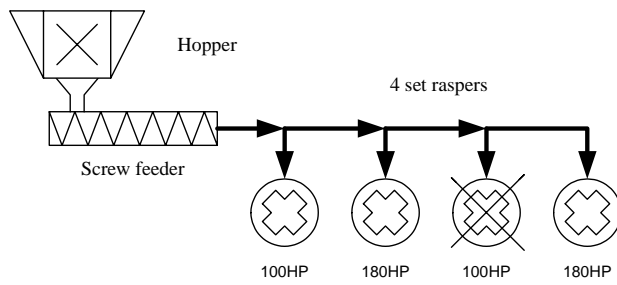 Hopper
4 set raspers
Screw feeder
100HP
180HP
100HP
180HP